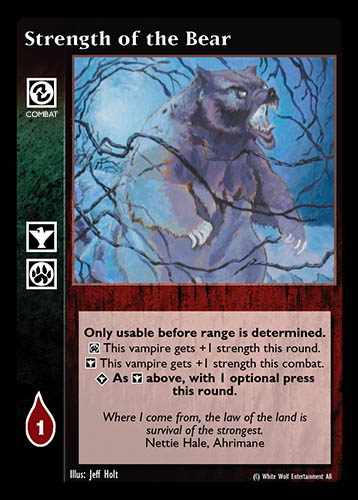 Strength of the Bear
COMBAT
Only usable before range is determined.
This vampire gets +1 strength this round.
This vampire gets +1 strength this combat.
As above, with 1 optional press
this round.
Where I come from, the law of the land is
survival of the strongest.
Nettie Hale, Ahrimane
1
Illus: Jeff Holt
(C) White Wolf Entertainment AB